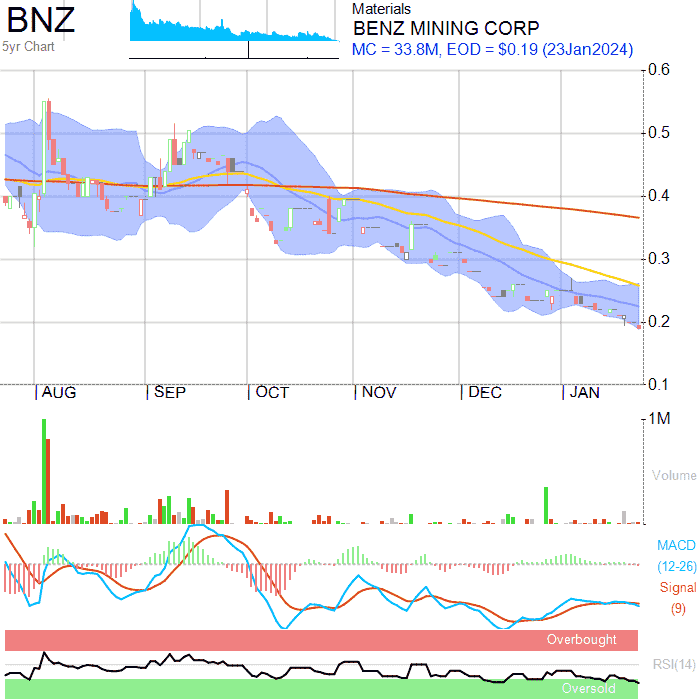 BNZ
5yr Chart
Materials
BENZ MINING CORP
MC = 33.8M, EOD = $0.19 (23Jan2024)
0.6
0.5
0.4
0.3
0.2
0.1
AUG SEP OCT NOV DEC JAN
1M
Volume
MACD
(12-26)
Signal
(9)
Overbought
RSI(14)
Oversold